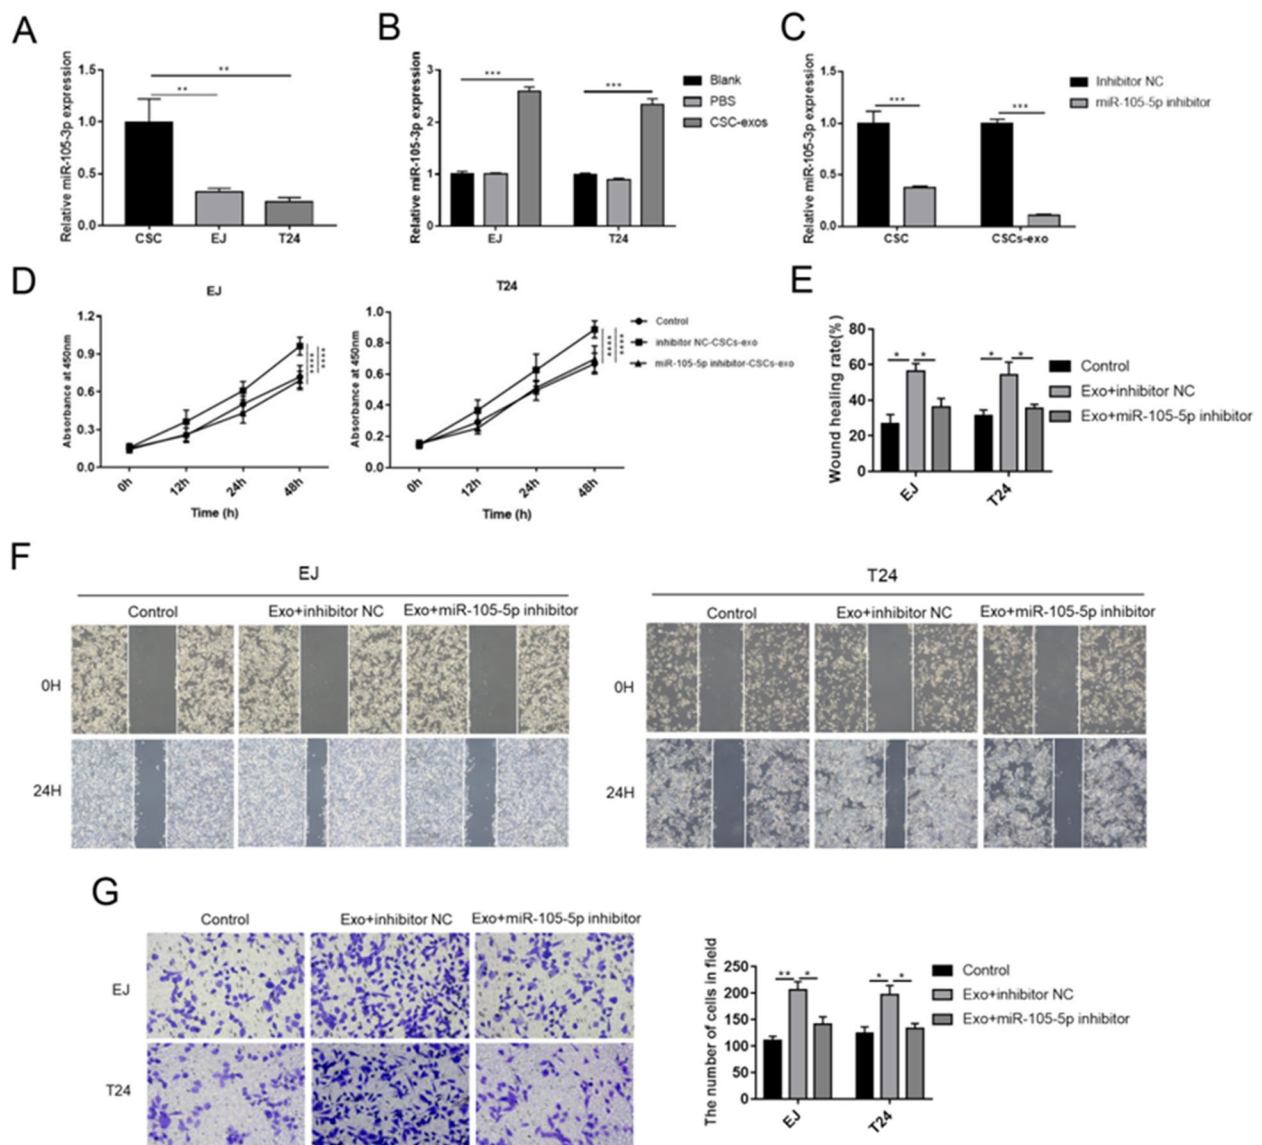 A
Relative miR-105-3p expression
1.5
1.0
0.5
0.0
**
**
CSC
EJ
T24
B
Relative miR-105-3p expression
3
2
1
0
***
***
EJ
T24
Blank
PBS
CSC-exos
C
Relative miR-105-3p expression
1.5
1.0
0.5
0.0
***
***
CSC
CSCs-exo
Inhibitor NC
miR-105-5p inhibitor
D
EJ
Absorbance at 450nm
1.2
0.9
0.6
0.3
0.0
****
****
0h
12h
24h
48h
Time (h)
T24
Absorbance at 450nm
1.0
0.8
0.6
0.4
0.2
0.0
****
****
0h
12h
24h
48h
Time (h)
Control
inhibitor NC-CSCs-exo
miR-105-5p inhibitor-CSCs-exo
E
Wound healing rate(%)
80
60
40
20
0
* *
* *
EJ
T24
Control
Exo+inhibitor NC
Exo+miR-105-5p inhibitor
F
EJ
Control
Exo+inhibitor NC
Exo+miR-105-5p inhibitor
0H
24H
T24
Control
Exo+inhibitor NC
Exo+miR-105-5p inhibitor
0H
24H
G
Control
Exo+inhibitor NC
Exo+miR-105-5p inhibitor
EJ
T24
The number of cells in field
250
200
150
100
50
0
** *
* *
EJ
T24
Control
Exo+inhibitor NC
Exo+miR-105-5p inhibitor